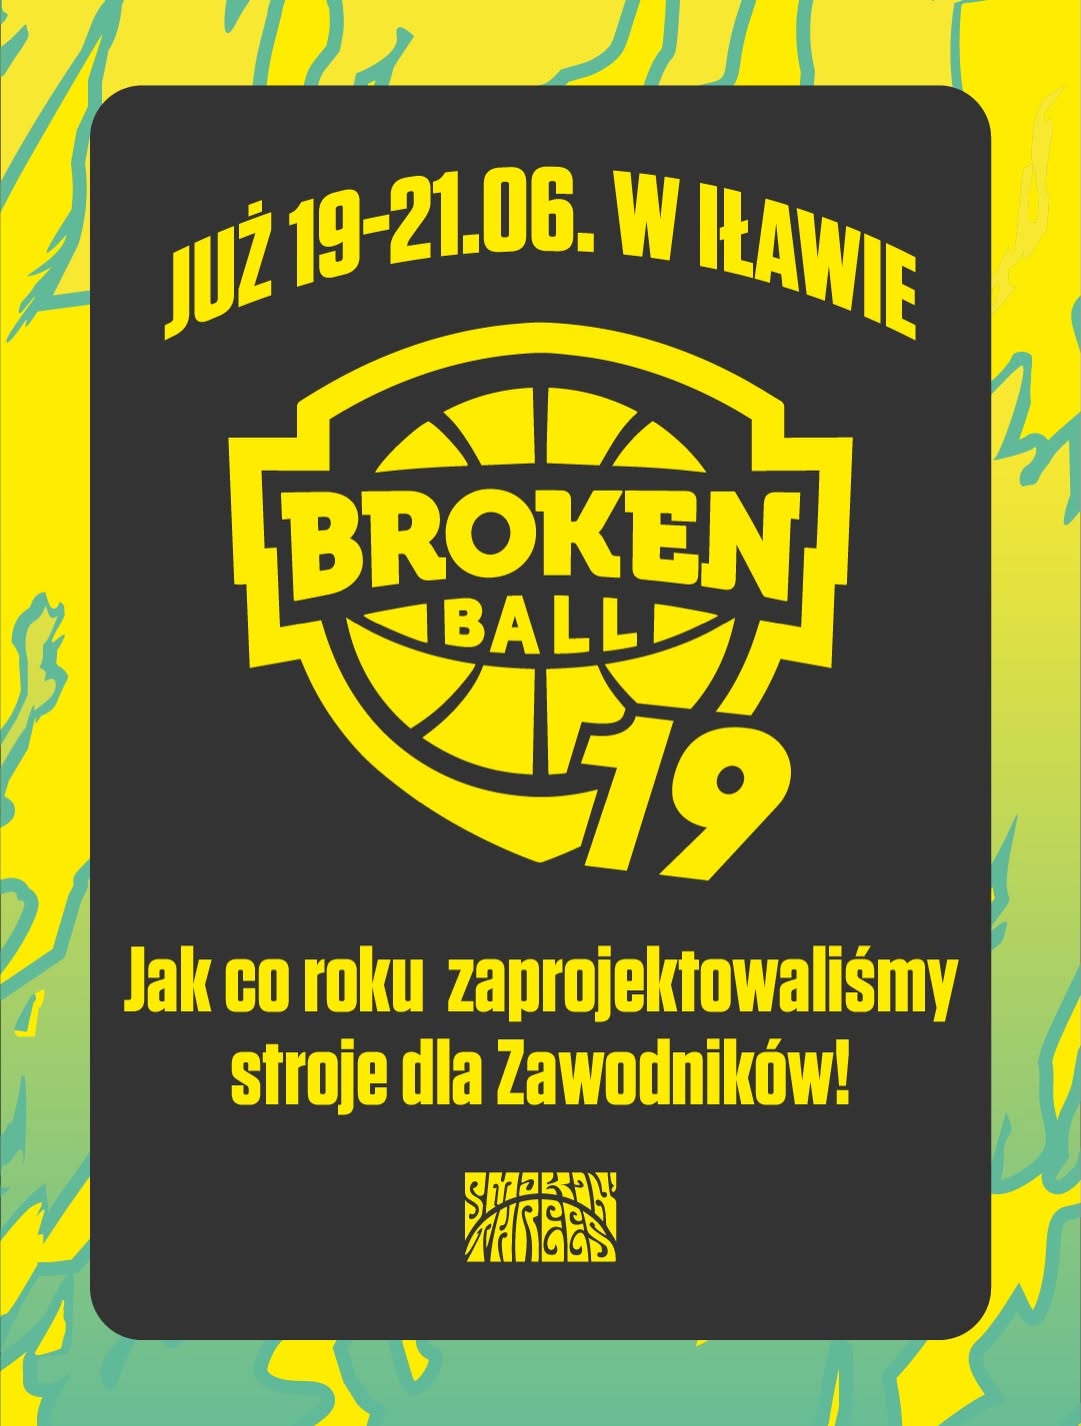 JUŻ 19-21.06. W IŁAWIE
BROKEN
BALL
19
Jak co roku zaprojektowaliśmy
stroje dla Zawodników!
SMOKIN'
THREES